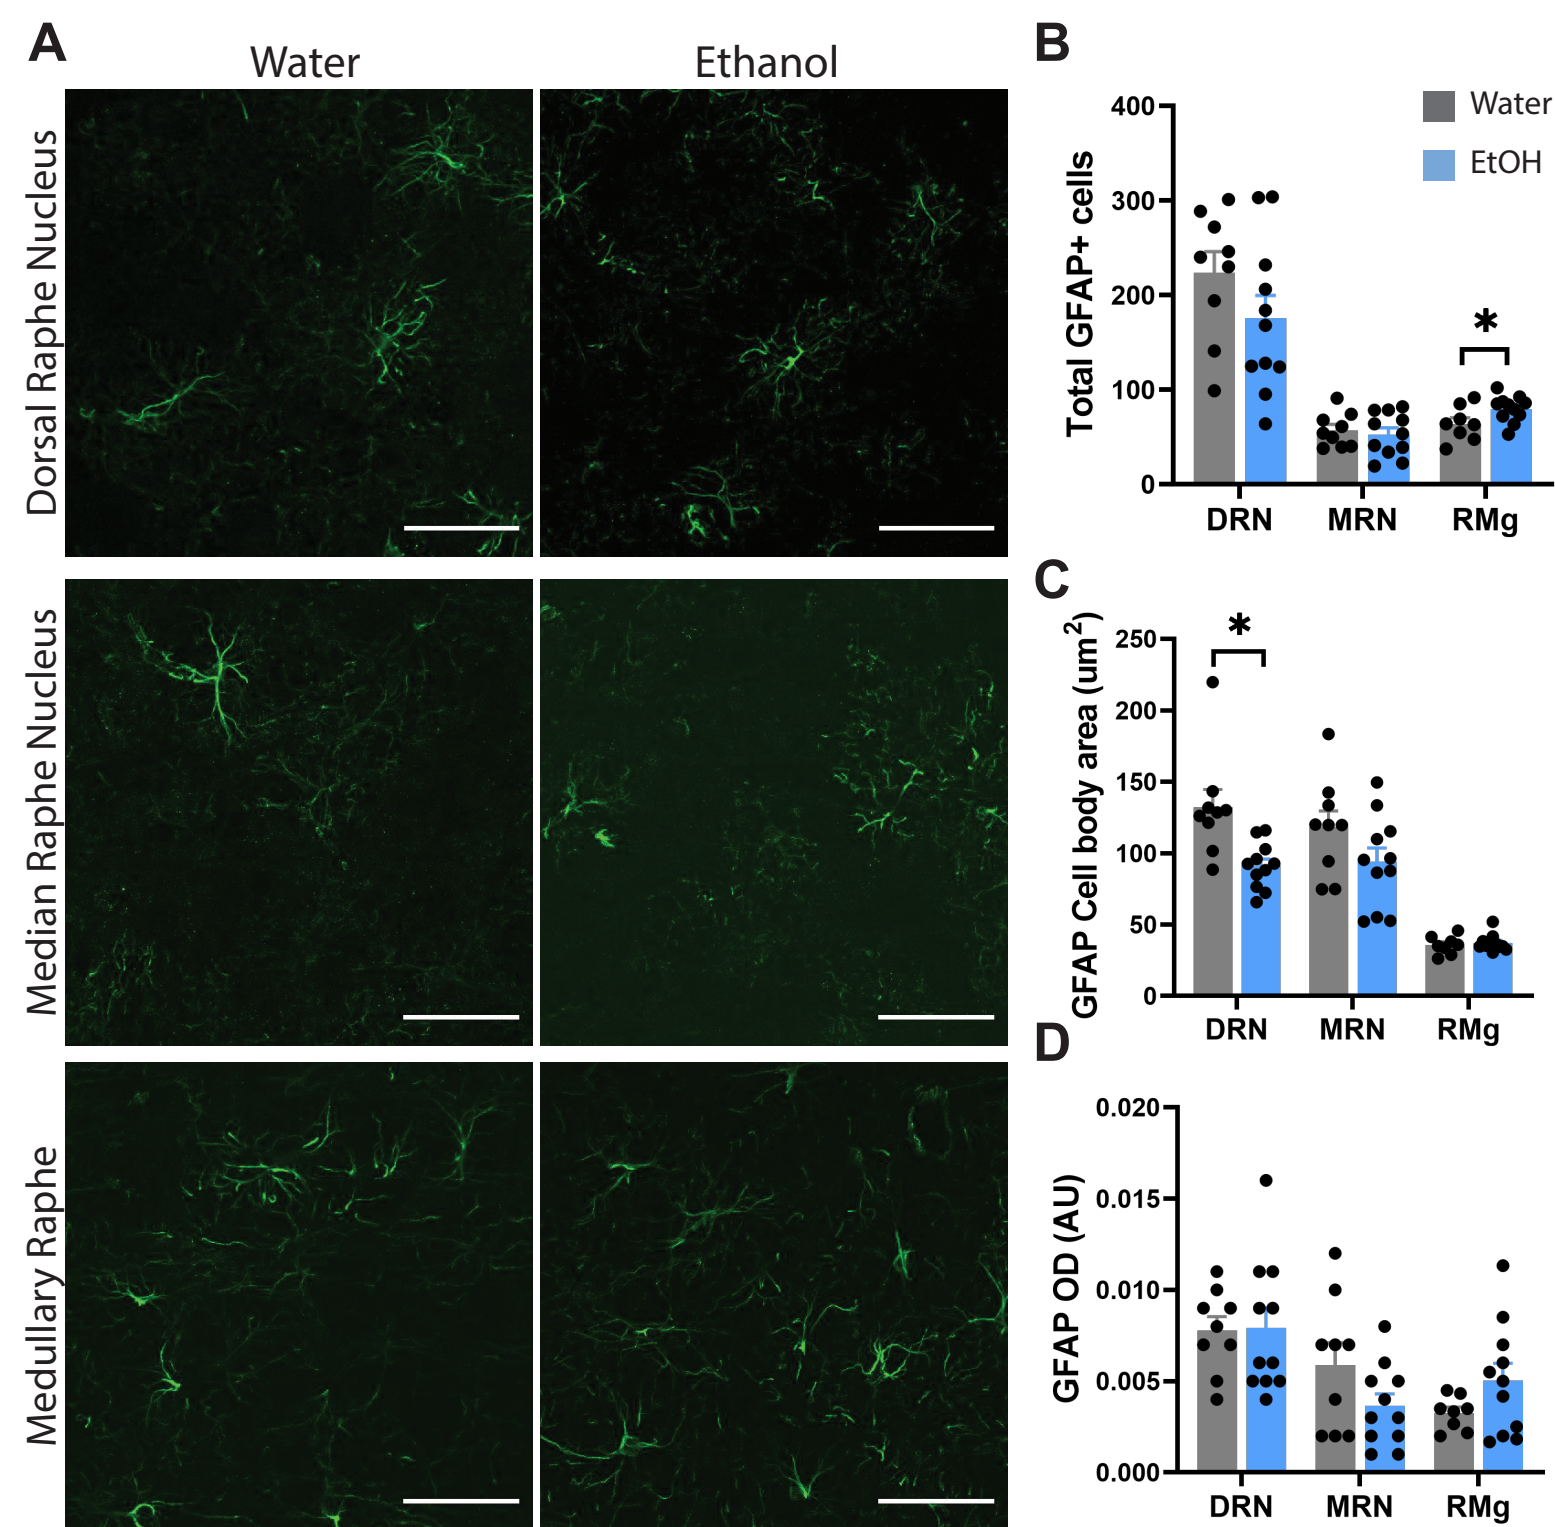 A
Water
Ethanol
Dorsal Raphe Nucleus
Median Raphe Nucleus
Medullary Raphe
B
Water
EtOH
Total GFAP+ cells
400
300
200
100
0
*
DRN MRN RMg
C
GFAP Cell body area (um²)
250
200
150
100
50
0
*
DRN MRN RMg
D
GFAP OD (AU)
0.020
0.015
0.010
0.005
0.000
DRN MRN RMg